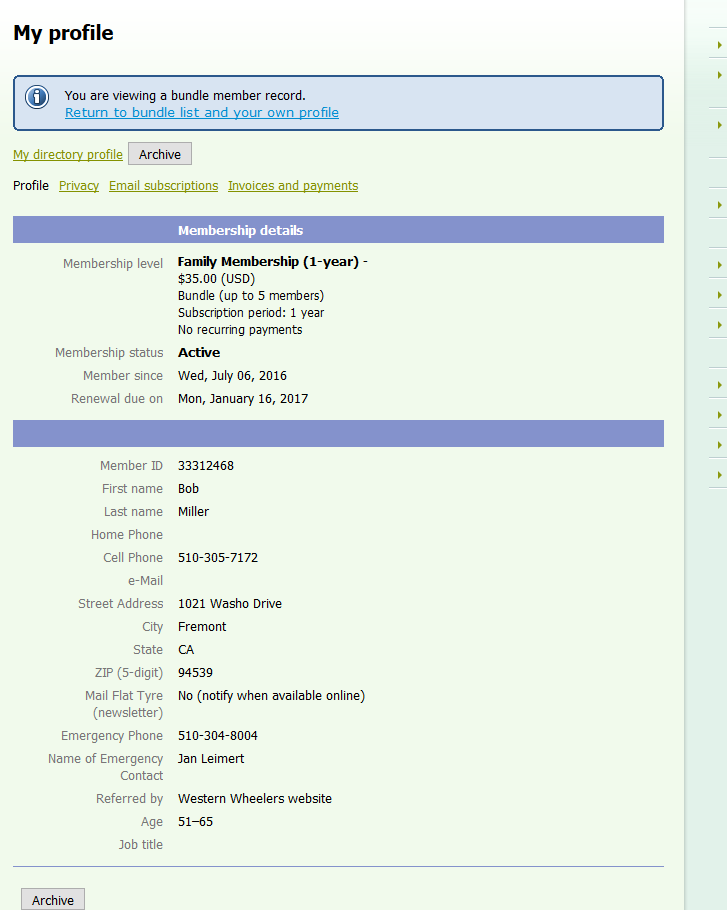 My profile
You are viewing a bundle member record.
Return to bundle list and your own profile
My directory profile Archive
Profile Privacy Email subscriptions Invoices and payments
Membership details
Membership level Family Membership (1-year) -
$35.00 (USD)
Bundle (up to 5 members)
Subscription period: 1 year
No recurring payments
Membership status Active
Member since Wed, July 06, 2016
Renewal due on Mon, January 16, 2017
Member ID 33312468
First name Bob
Last name Miller
Home Phone
Cell Phone 510-305-7172
e-Mail
Street Address 1021 Washo Drive
City Fremont
State CA
ZIP (5-digit) 94539
Mail Flat Tyre No (notify when available online)
(newsletter)
Emergency Phone 510-304-8004
Name of Emergency Jan Leimert
Contact
Referred by Western Wheelers website
Age 51–65
Job title
Archive